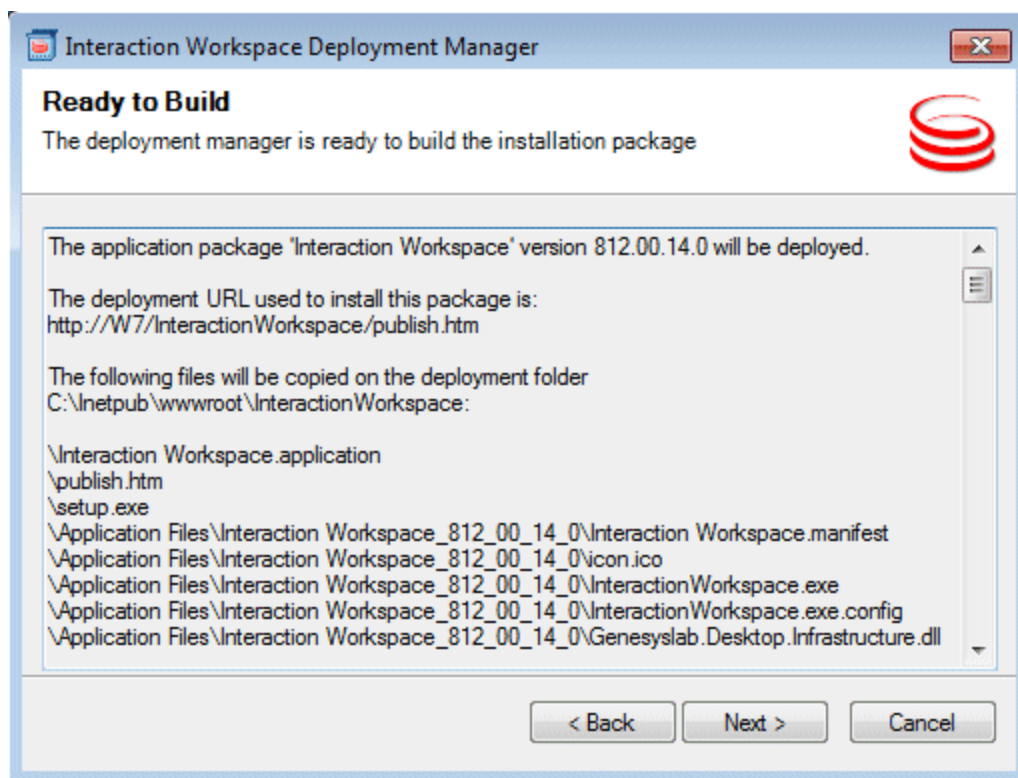 Interaction Workspace Deployment Manager
Ready to Build
The deployment manager is ready to build the installation package
The application package 'Interaction Workspace' version 812.00.14.0 will be deployed.
The deployment URL used to install this package is:
http://W7/InteractionWorkspace/publish.htm
The following files will be copied on the deployment folder
C:\Inetpub\wwwroot\InteractionWorkspace:
\Interaction Workspace.application
\publish.htm
\setup.exe
\Application Files\Interaction Workspace_812_00_14_0\Interaction Workspace.manifest
\Application Files\Interaction Workspace_812_00_14_0\icon.ico
\Application Files\Interaction Workspace_812_00_14_0\InteractionWorkspace.exe
\Application Files\Interaction Workspace_812_00_14_0\InteractionWorkspace.exe.config
\Application Files\Interaction Workspace_812_00_14_0\Genesyslab.Desktop.Infrastructure.dll
< Back Next > Cancel